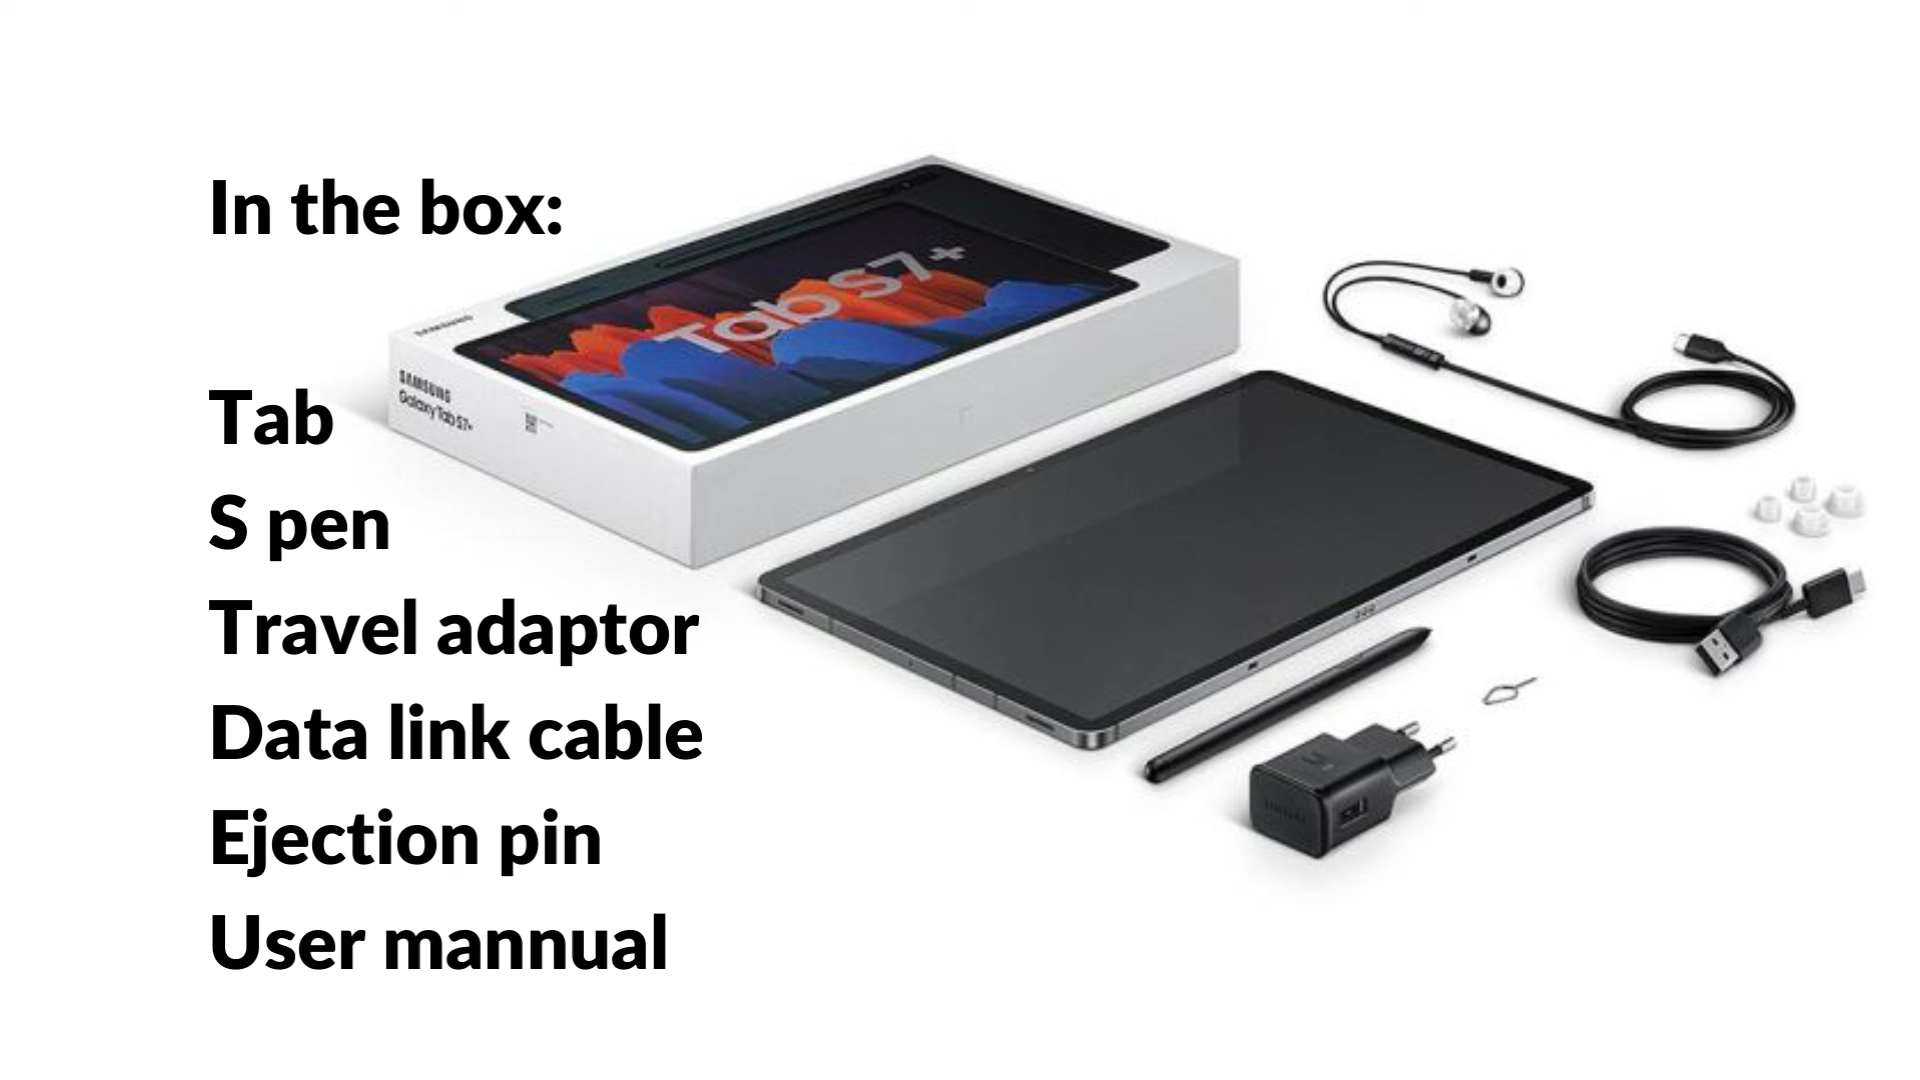 In the box:
SAMSUNG
Tab S7+
SAMSUNG
Galaxy Tab S7+
Tab
S pen
Travel adaptor
Data link cable
Ejection pin
User mannual